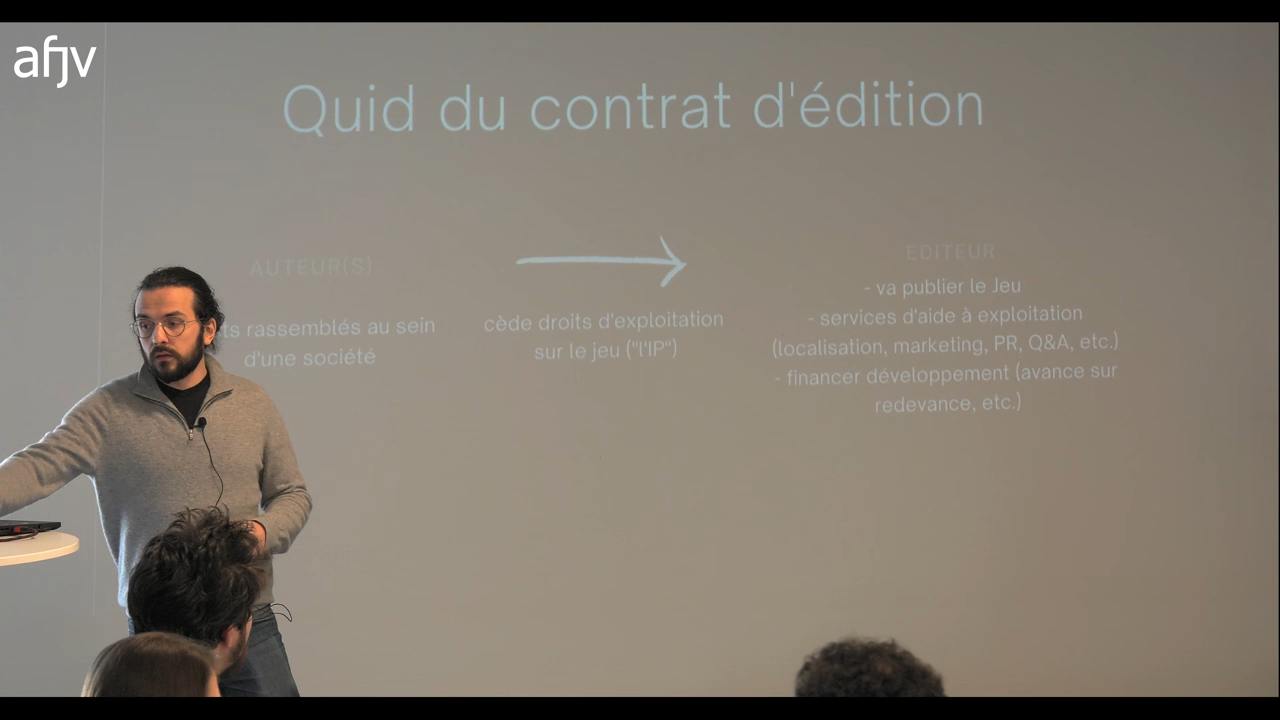 afjv
Quid du contrat d'édition
AUTEUR(S)
rassemblés au sein
d'une société
cède droits d'exploitation
sur le jeu ("l'IP")
EDITEUR
- va publier le Jeu
- services d'aide à exploitation
(localisation, marketing, PR, Q&A, etc.)
- financer développement (avance sur
redevance, etc.)